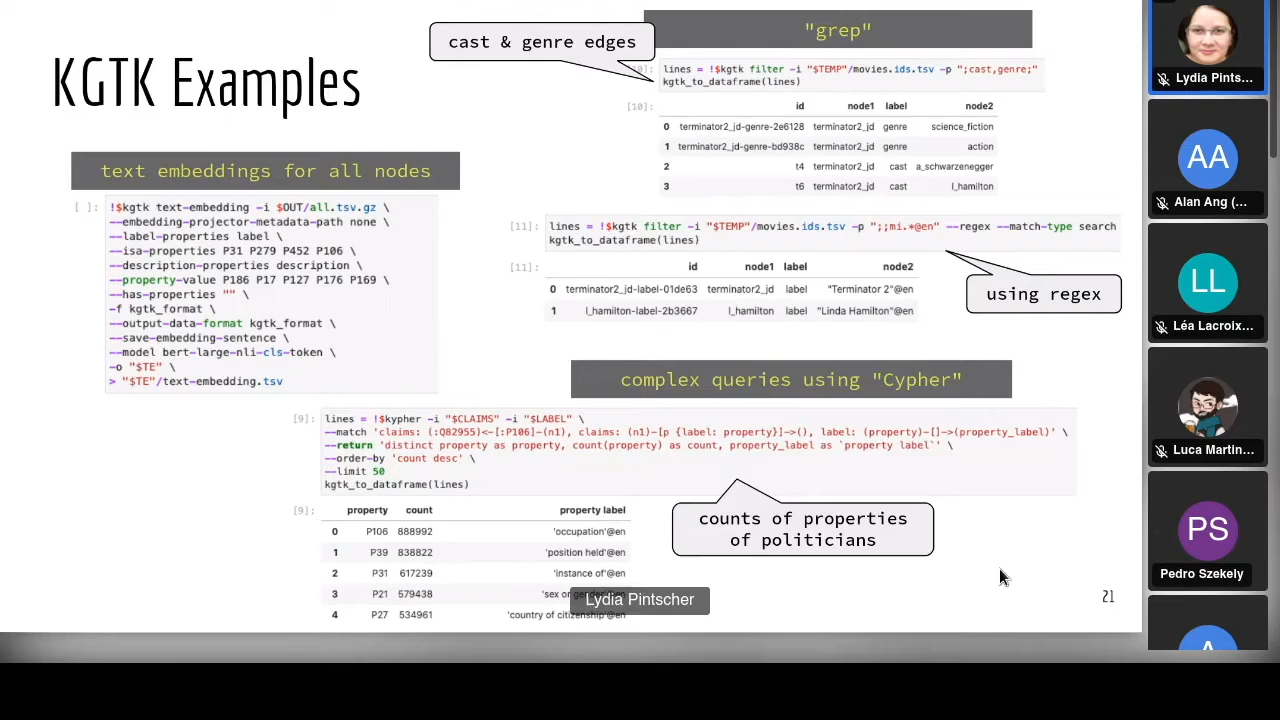 KGTK Examples
cast & genre edges
"grep"
lines = !$kgtk filter -i "$TEMP"/movies.ids.tsv -p ";cast,genre;"
kgtk_to_dataframe(lines)
[10]:
id node1 label node2
0 terminator2_jd-genre-2e6128 terminator2_jd genre science_fiction
1 terminator2_jd-genre-bd938c terminator2_jd genre action
2 t4 terminator2_jd cast a_schwarzenegger
3 t6 terminator2_jd cast l_hamilton
text embeddings for all nodes
[ ]: !$kgtk text-embedding -i $OUT/all.tsv.gz \
--embedding-projector-metadata-path none \
--label-properties label \
--isa-properties P31 P279 P452 P106 \
--description-properties description \
--property-value P186 P17 P127 P176 P169 \
--has-properties "" \
-f kgtk_format \
--output-data-format kgtk_format \
--save-embedding-sentence \
--model bert-large-nli-cls-token \
-o "$TE" \
> "$TE"/text-embedding.tsv
[11]: lines = !$kgtk filter -i "$TEMP"/movies.ids.tsv -p ";;mi.*@en" --regex --match-type search
kgtk_to_dataframe(lines)
[11]:
id node1 label node2
0 terminator2_jd-label-01de63 terminator2_jd label "Terminator 2"@en
1 l_hamilton-label-2b3667 l_hamilton label "Linda Hamilton"@en
using regex
complex queries using "Cypher"
[9]: lines = !$kypher -i "$CLAIMS" -i "$LABEL" \
--match 'claims: (:Q82955)<-[:P106]-(n1), claims: (n1)-[p {label: property}]->(), label: (property)-[]->(property_label)' \
--return 'distinct property as property, count(property) as count, property_label as `property label`' \
--order-by 'count desc' \
--limit 50
kgtk_to_dataframe(lines)
[9]:
property count property label
0 P106 888992 'occupation'@en
1 P39 838822 'position held'@en
2 P31 617239 'instance of'@en
3 P21 579438
4 P27 534961 'country of citizenship'@en
counts of properties
of politicians
Lydia Pintscher
21
Lydia Pints...
AA
Alan Ang (...
LL
Léa Lacroix...
Luca Martin...
PS
Pedro Szekely
A